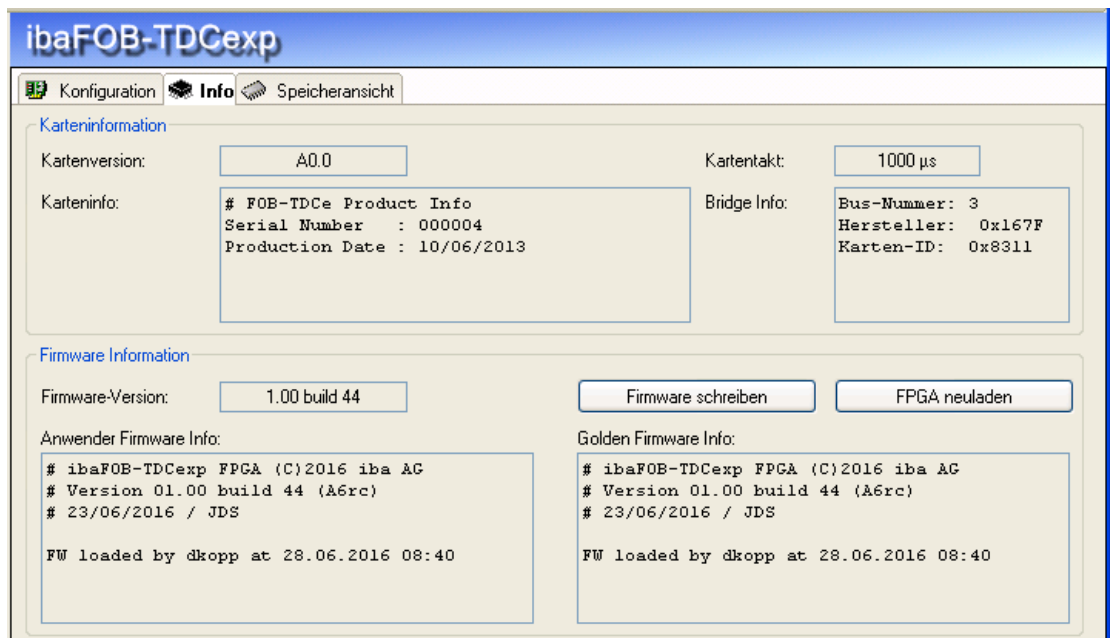 ibaFOB-TDCexp
Konfiguration Info Speicheransicht
Karteninformation
Kartenversion: A0.0 Kartentakt: 1000 µs
Karteninfo:
# FOB-TDCe Product Info
Serial Number : 000004
Production Date : 10/06/2013
Bridge Info:
Bus-Nummer: 3
Hersteller: 0x167F
Karten-ID: 0x8311
Firmware Information
Firmware-Version: 1.00 build 44 Firmware schreiben FPGA neuladen
Anwender Firmware Info:
# ibaFOB-TDCexp FPGA (C)2016 iba AG
# Version 01.00 build 44 (A6rc)
# 23/06/2016 / JDS
FW loaded by dkopp at 28.06.2016 08:40
Golden Firmware Info:
# ibaFOB-TDCexp FPGA (C)2016 iba AG
# Version 01.00 build 44 (A6rc)
# 23/06/2016 / JDS
FW loaded by dkopp at 28.06.2016 08:40